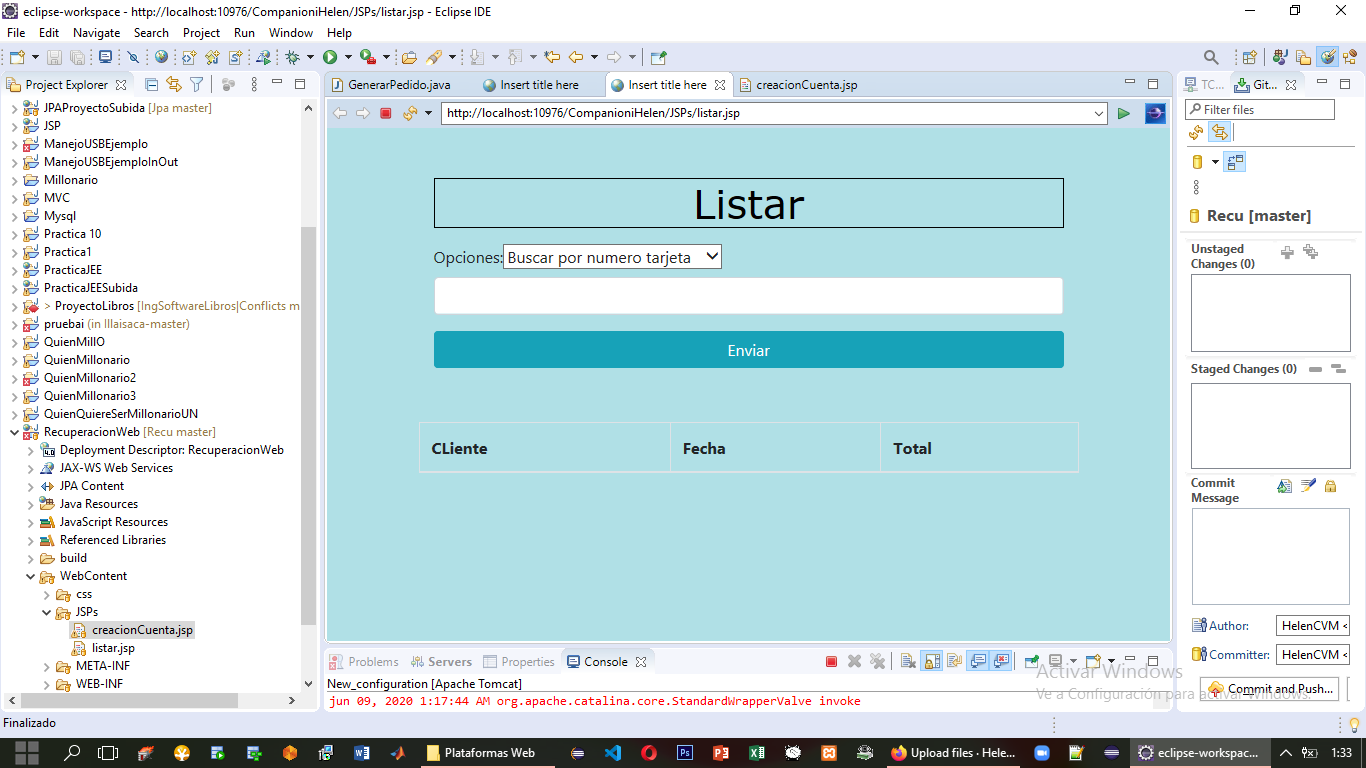 eclipse-workspace - http://localhost:10976/CompanioniHelen/JSPs/listar.jsp - Eclipse IDE
File Edit Navigate Search Project Run Window Help
Project Explorer
JPAProyectoSubida [Jpa master]
JSP
ManejoUSBEjemplo
ManejoUSBEjemploInOut
Millonario
MVC
Mysql
Practica 10
Practica1
PracticaJEE
PracticaJEESubida
> ProyectoLibros [IngSoftwareLibros|Conflicts m
pruebai (in Illaisaca-master)
QuienMillO
QuienMillonario
QuienMillonario2
QuienMillonario3
QuienQuiereSerMillonarioUN
RecuperacionWeb [Recu master]
Deployment Descriptor: RecuperacionWeb
JAX-WS Web Services
JPA Content
Java Resources
JavaScript Resources
Referenced Libraries
build
WebContent
css
JSPs
creacionCuenta.jsp
listar.jsp
META-INF
WEB-INF
GenerarPedido.java Insert title here Insert title here creacionCuenta.jsp
http://localhost:10976/CompanioniHelen/JSPs/listar.jsp
Listar
Opciones: Buscar por numero tarjeta
Enviar
CLiente Fecha Total
Problems Servers Properties Console
New_configuration [Apache Tomcat]
jun 09, 2020 1:17:44 AM org.apache.catalina.core.StandardWrapperValve invoke
TC... Git...
Filter files
Recu [master]
Unstaged
Changes (0)
Staged Changes (0)
Commit
Message
Author: HelenCVM <
Committer: HelenCVM <
Commit and Push...
Activar Windows
Ve a Configuración para activar Windows.
Finalizado
Plataformas Web
Upload files · Hele...
eclipse-workspac...
1:33